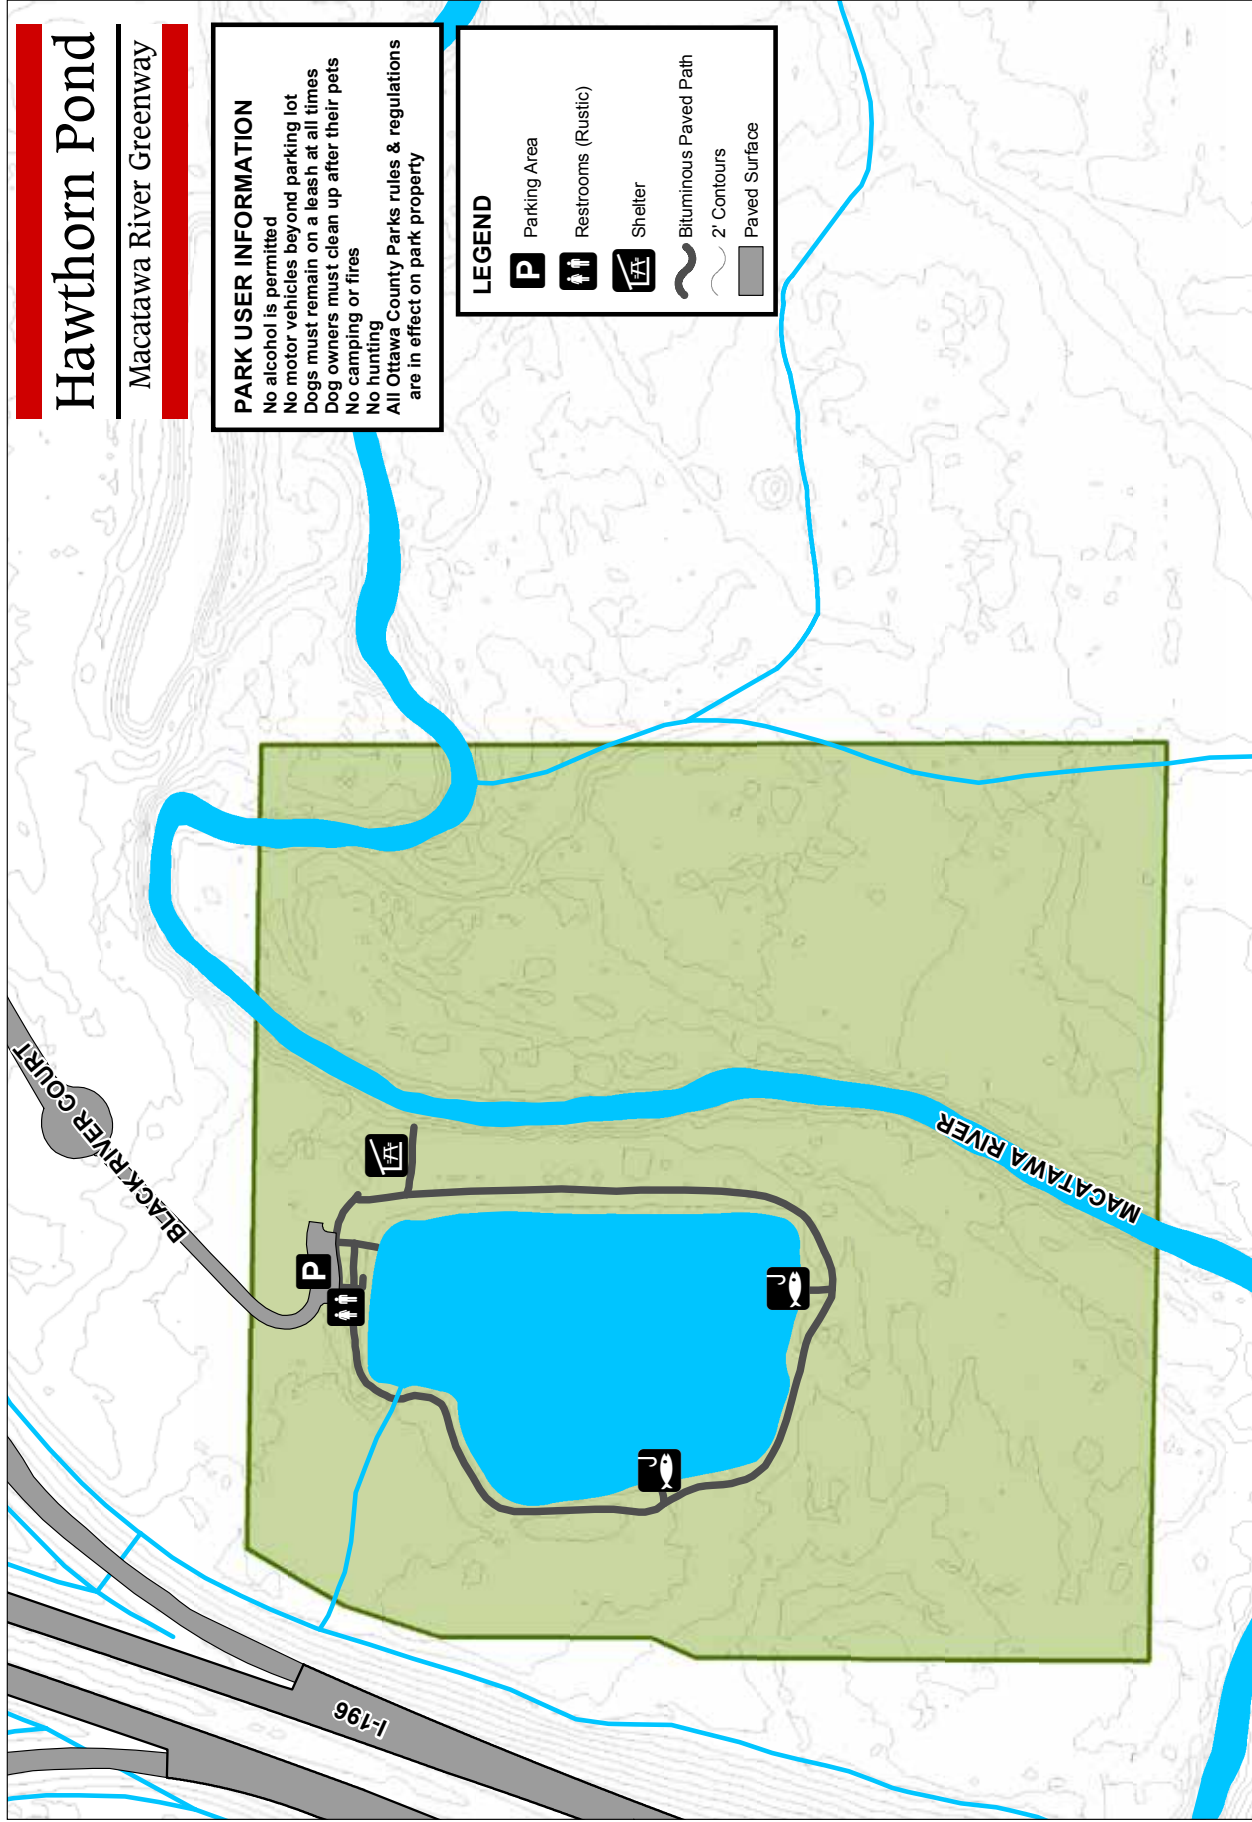 Hawthorn Pond
Macatawa River Greenway
PARK USER INFORMATION
No alcohol is permitted
No motor vehicles beyond parking lot
Dogs must remain on a leash at all times
Dog owners must clean up after their pets
No camping or fires
No hunting
All Ottawa County Parks rules & regulations
are in effect on park property
LEGEND
P
Parking Area
Restrooms (Rustic)
Shelter
Bituminous Paved Path
2' Contours
Paved Surface
BLACK RIVER COURT
P
MACATAWA RIVER
I-196